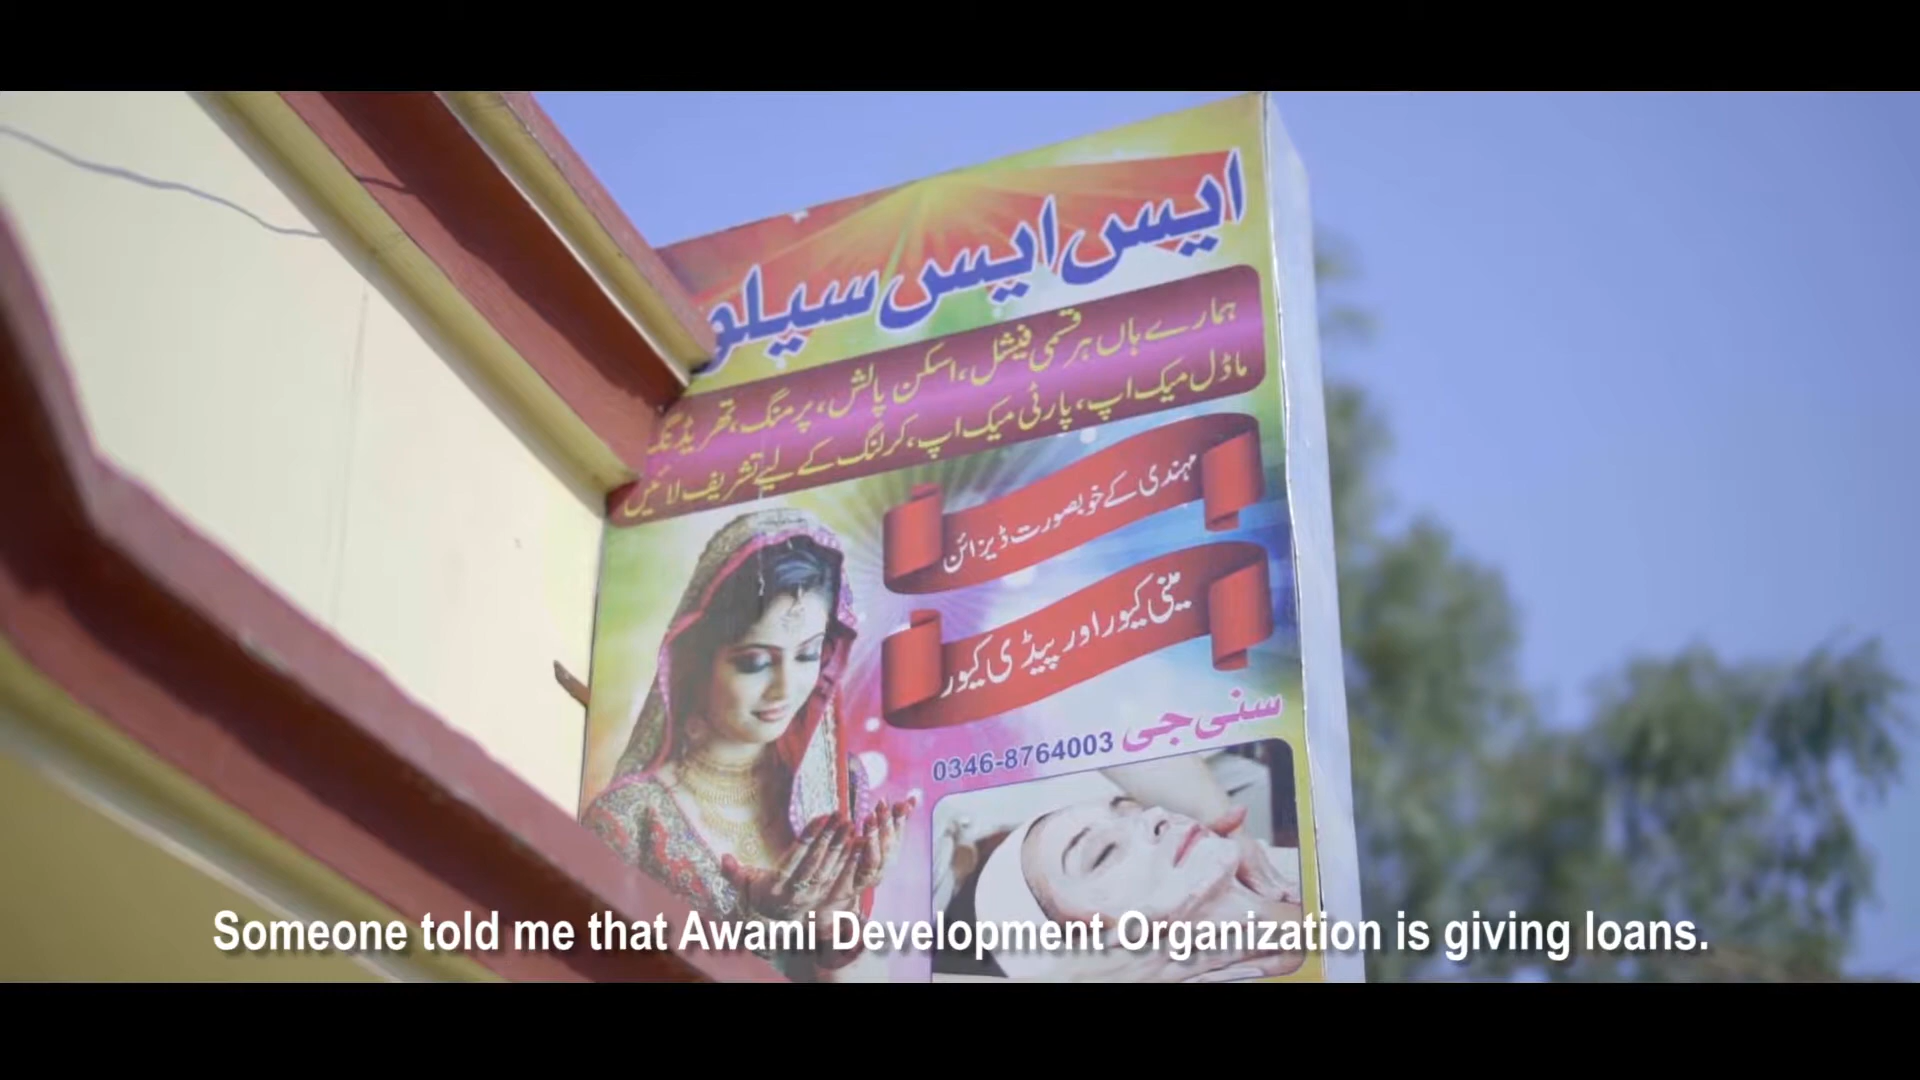 ایس ایس سیلو
ہمارے ہاں ہر قسمی فیشل، اسکن پالش، پرمنگ، تھریڈنگ
ماڈل میک اپ، پارٹی میک اپ، کرلنگ کے لیے تشریف لائیں
مہندی کے خوبصورت ڈیزائن
مینی کیور اور پیڈی کیور
سنی جی 0346-8764003
Someone told me that Awami Development Organization is giving loans.